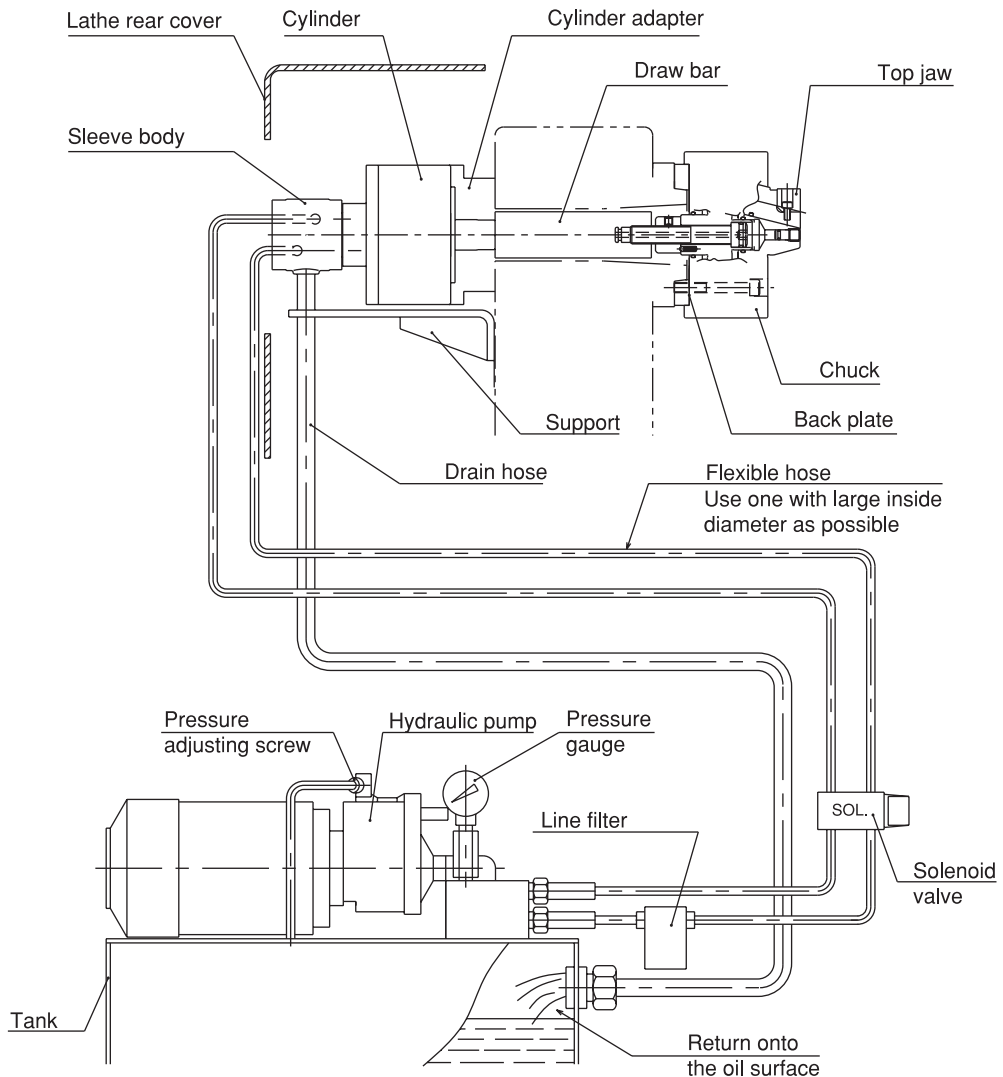 Lathe rear cover
Cylinder
Cylinder adapter
Draw bar
Top jaw
Sleeve body
Chuck
Support
Back plate
Drain hose
Flexible hose
Use one with large inside
diameter as possible
Pressure
adjusting screw
Hydraulic pump
Pressure
gauge
SOL.
Line filter
Solenoid
valve
Tank
Return onto
the oil surface